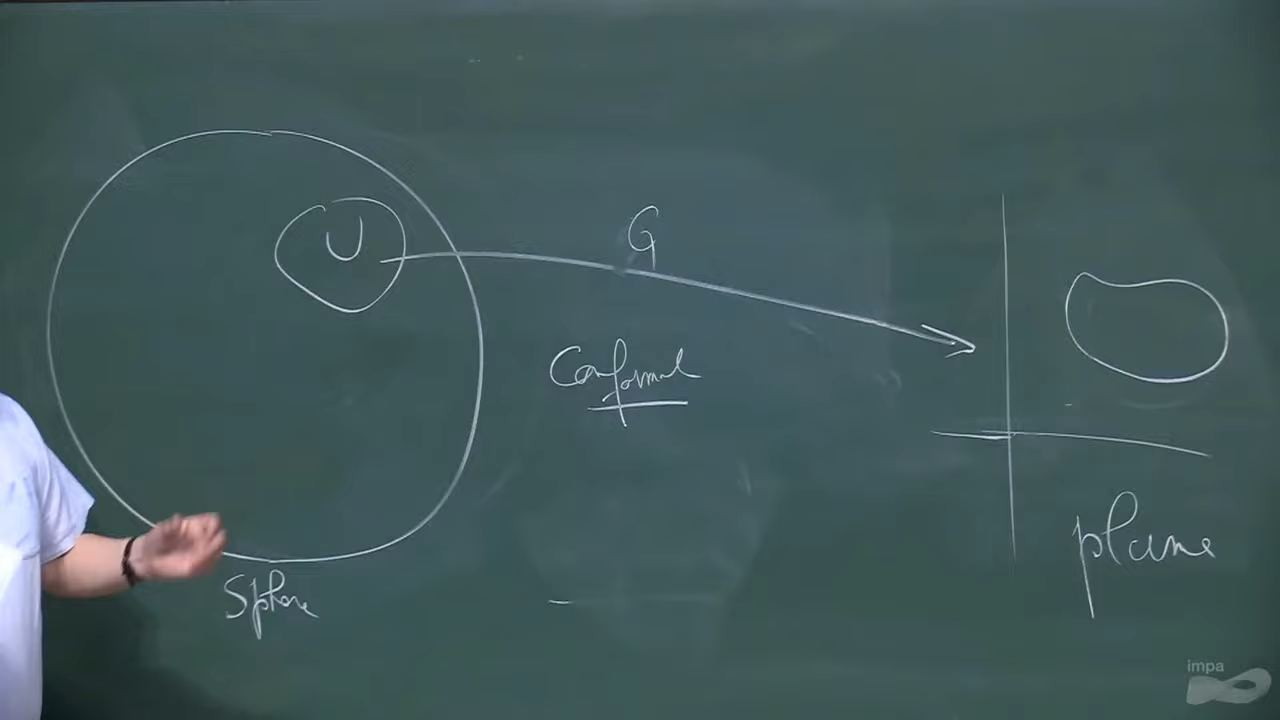 U
G
Conformal
Sphere
plane
impa